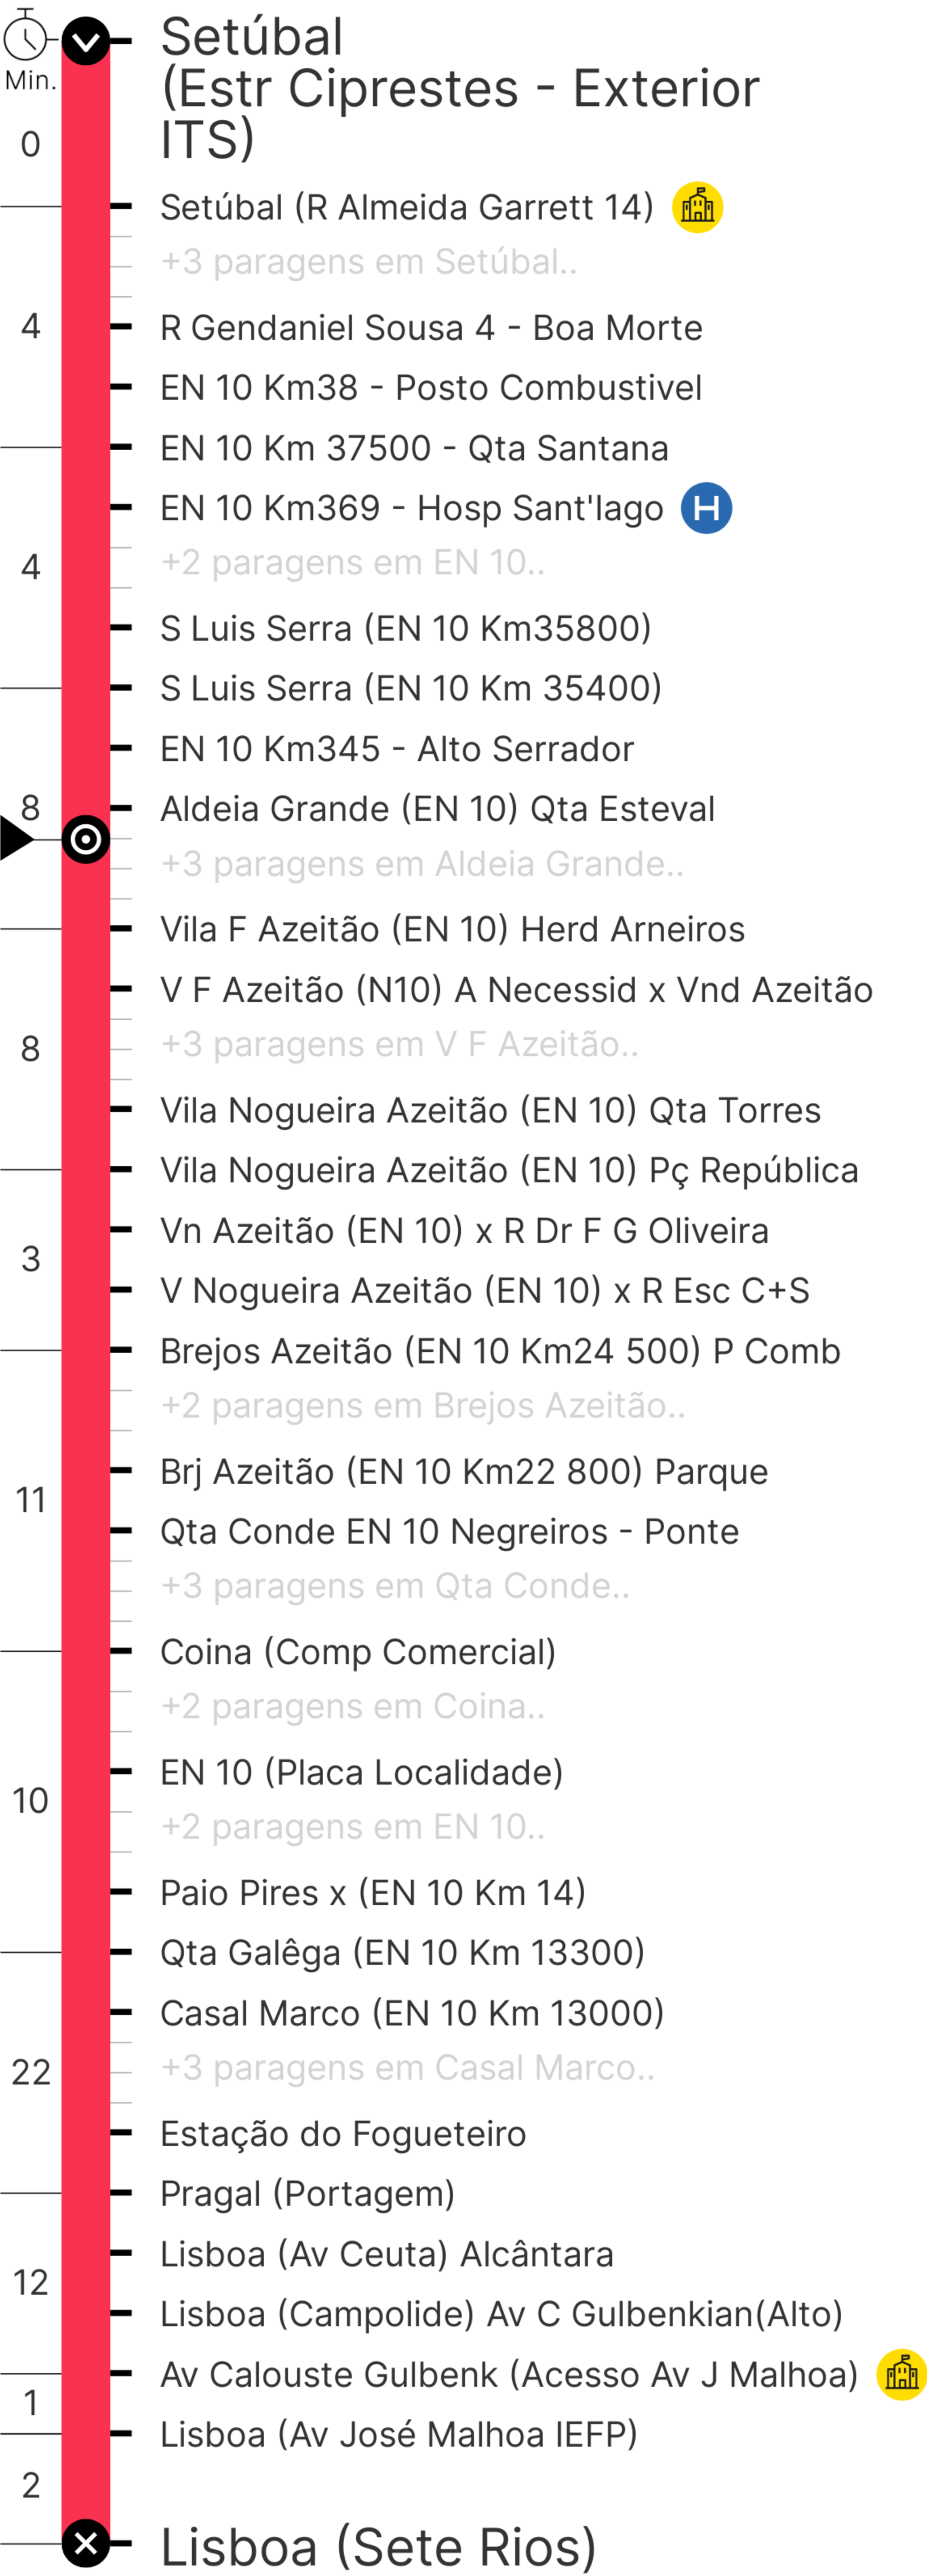 Min.
Setúbal
(Estr Ciprestes - Exterior
ITS)
0
Setúbal (R Almeida Garrett 14)
+3 paragens em Setúbal..
4
R Gendaniel Sousa 4 - Boa Morte
EN 10 Km38 - Posto Combustivel
EN 10 Km 37500 - Qta Santana
EN 10 Km369 - Hosp Sant'Iago H
4
+2 paragens em EN 10..
S Luis Serra (EN 10 Km35800)
S Luis Serra (EN 10 Km 35400)
EN 10 Km345 - Alto Serrador
8
Aldeia Grande (EN 10) Qta Esteval
+3 paragens em Aldeia Grande..
Vila F Azeitão (EN 10) Herd Arneiros
V F Azeitão (N10) A Necessid x Vnd Azeitão
8
+3 paragens em V F Azeitão..
Vila Nogueira Azeitão (EN 10) Qta Torres
Vila Nogueira Azeitão (EN 10) Pç República
Vn Azeitão (EN 10) x R Dr F G Oliveira
3
V Nogueira Azeitão (EN 10) x R Esc C+S
Brejos Azeitão (EN 10 Km24 500) P Comb
+2 paragens em Brejos Azeitão..
Brj Azeitão (EN 10 Km22 800) Parque
11
Qta Conde EN 10 Negreiros - Ponte
+3 paragens em Qta Conde..
Coina (Comp Comercial)
+2 paragens em Coina..
EN 10 (Placa Localidade)
10
+2 paragens em EN 10..
Paio Pires x (EN 10 Km 14)
Qta Galêga (EN 10 Km 13300)
Casal Marco (EN 10 Km 13000)
22
+3 paragens em Casal Marco..
Estação do Fogueteiro
Pragal (Portagem)
Lisboa (Av Ceuta) Alcântara
12
Lisboa (Campolide) Av C Gulbenkian(Alto)
Av Calouste Gulbenk (Acesso Av J Malhoa)
1
Lisboa (Av José Malhoa IEFP)
2
Lisboa (Sete Rios)